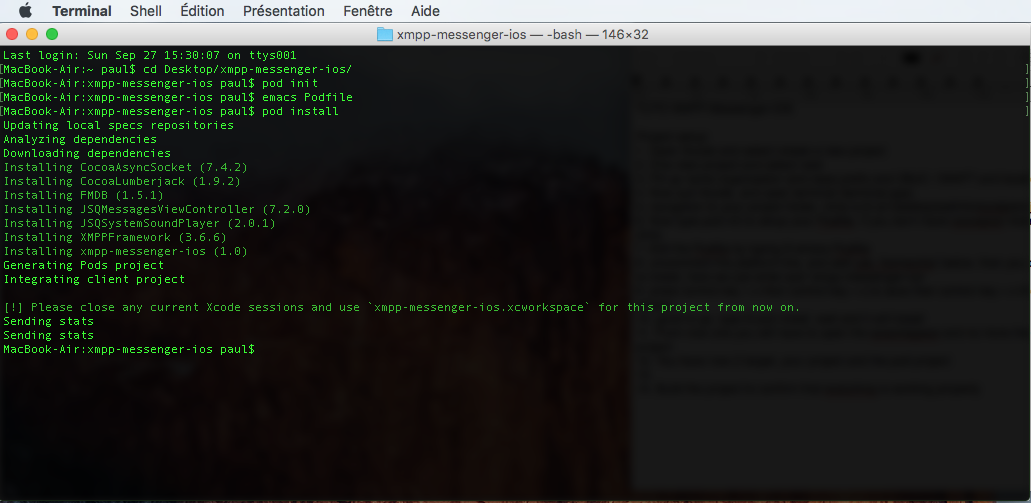 Terminal Shell Édition Présentation Fenêtre Aide
xmpp-messenger-ios — -bash — 146×32
Last login: Sun Sep 27 15:30:07 on ttys001
[MacBook-Air:~ paul$ cd Desktop/xmpp-messenger-ios/ ]
[MacBook-Air:xmpp-messenger-ios paul$ pod init ]
[MacBook-Air:xmpp-messenger-ios paul$ emacs Podfile ]
[MacBook-Air:xmpp-messenger-ios paul$ pod install ]
Updating local specs repositories
Analyzing dependencies
Downloading dependencies
Installing CocoaAsyncSocket (7.4.2)
Installing CocoaLumberjack (1.9.2)
Installing FMDB (1.5.1)
Installing JSQMessagesViewController (7.2.0)
Installing JSQSystemSoundPlayer (2.0.1)
Installing XMPPFramework (3.6.6)
Installing xmpp-messenger-ios (1.0)
Generating Pods project
Integrating client project
[!] Please close any current Xcode sessions and use `xmpp-messenger-ios.xcworkspace` for this project from now on.
Sending stats
Sending stats
MacBook-Air:xmpp-messenger-ios paul$